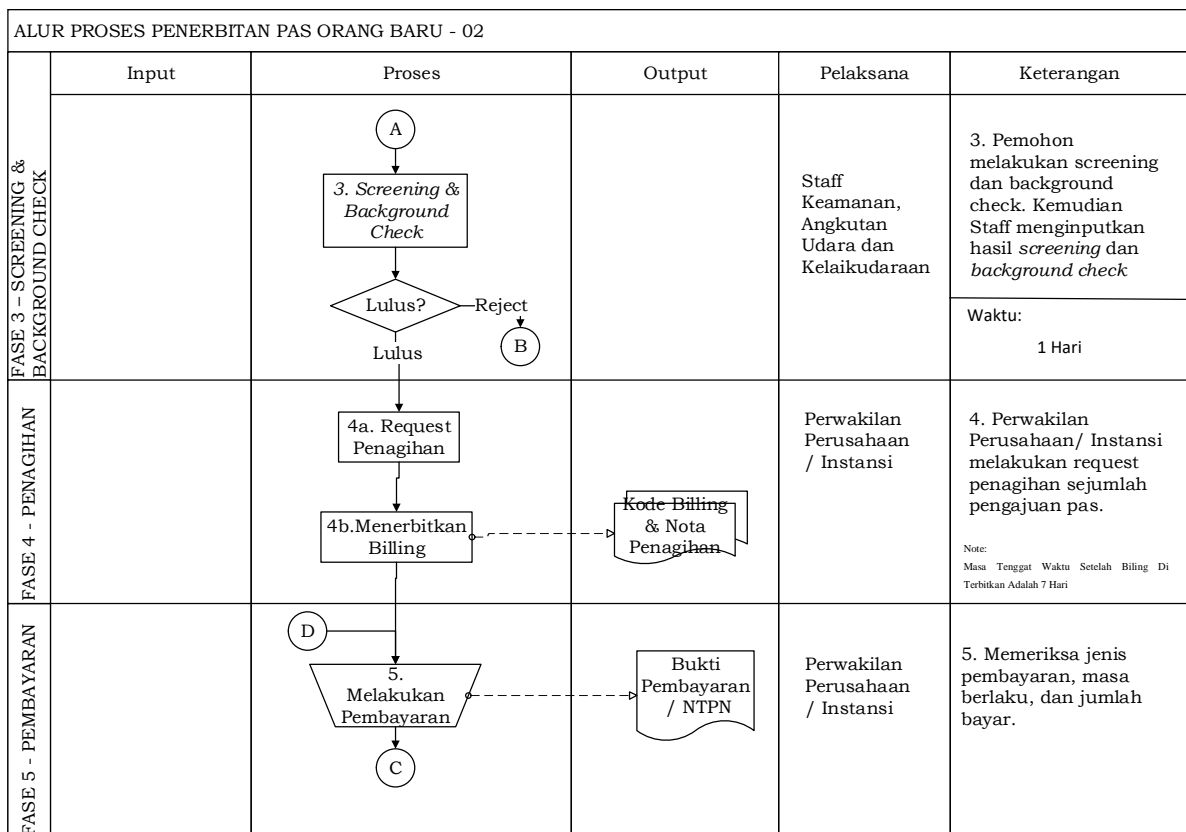 ALUR PROSES PENERBITAN PAS ORANG BARU - 02
Input
Proses
Output
Pelaksana
Keterangan
FASE 3 – SCREENING &
BACKGROUND CHECK
A
3. Screening &
Background
Check
Lulus?
Reject
B
Lulus
Staff
Keamanan,
Angkutan
Udara dan
Kelaikudaraan
3. Pemohon
melakukan screening
dan background
check. Kemudian
Staff menginputkan
hasil screening dan
background check
Waktu:
1 Hari
FASE 4 - PENAGIHAN
4a. Request
Penagihan
4b.Menerbitkan
Billing
Kode Billing
& Nota
Penagihan
Perwakilan
Perusahaan
/ Instansi
4. Perwakilan
Perusahaan/ Instansi
melakukan request
penagihan sejumlah
pengajuan pas.
Note:
Masa Tenggat Waktu Setelah Biling Di
Terbitkan Adalah 7 Hari
FASE 5 - PEMBAYARAN
D
5.
Melakukan
Pembayaran
C
Bukti
Pembayaran
/ NTPN
Perwakilan
Perusahaan
/ Instansi
5. Memeriksa jenis
pembayaran, masa
berlaku, dan jumlah
bayar.